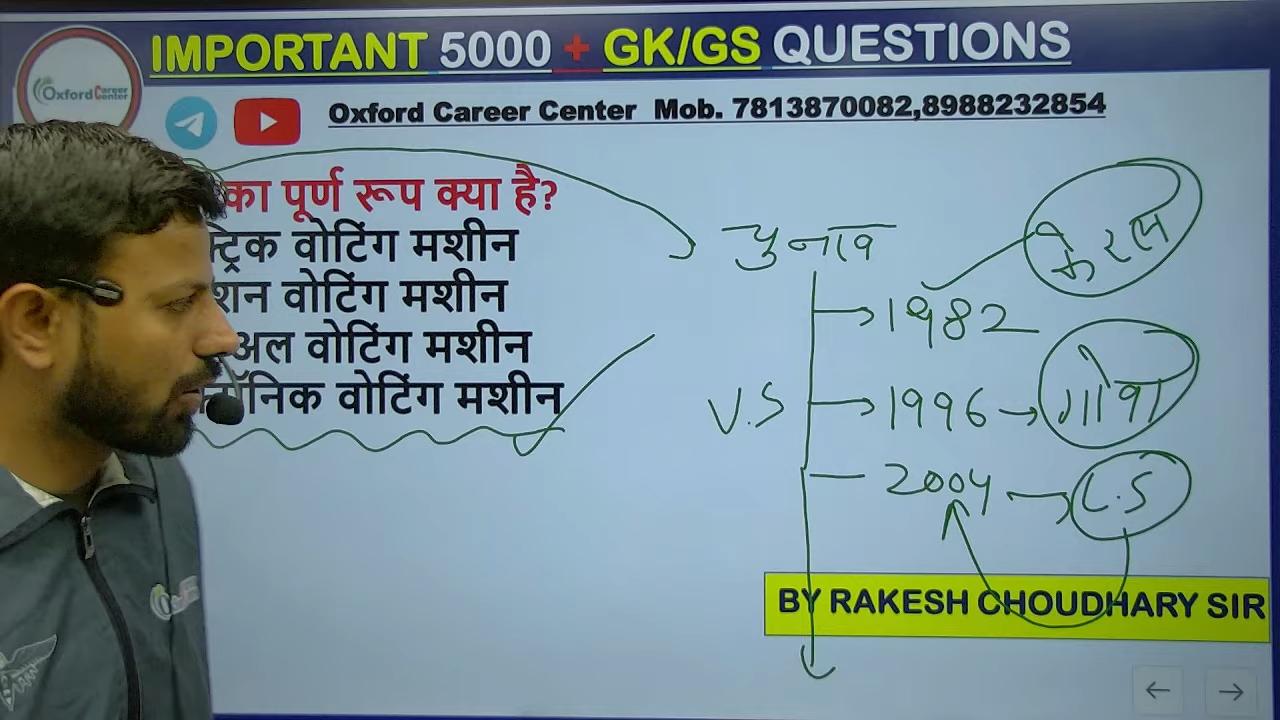 IMPORTANT 5000 + GK/GS QUESTIONS
Oxford Career Center
Oxford Career Center Mob. 7813870082,8988232854
का पूर्ण रूप क्या है?
वोटिंग मशीन
वोटिंग मशीन
वोटिंग मशीन
वोटिंग मशीन
चुनाव
केरल
1982
V.S
1996
गोवा
2004
L.S
BY RAKESH CHOUDHARY SIR